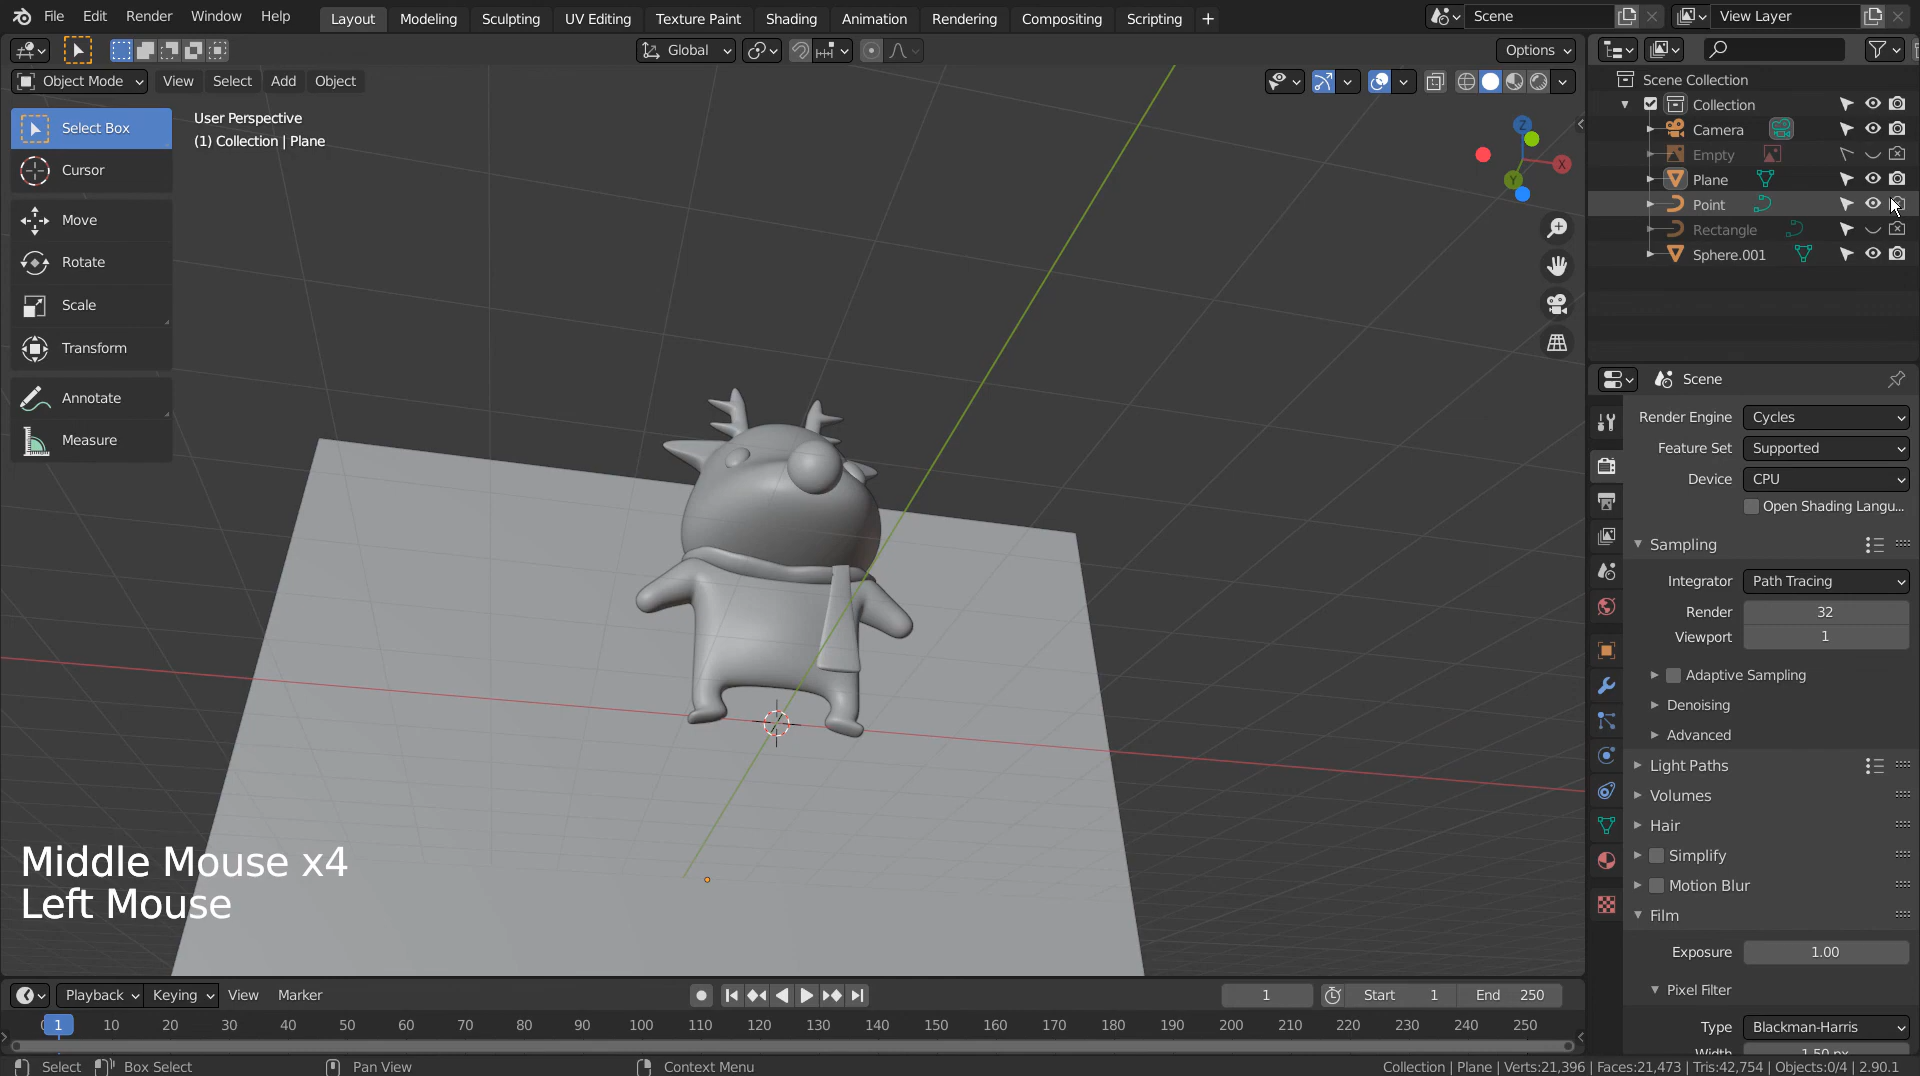 File Edit Render Window Help Layout Modeling Sculpting UV Editing Texture Paint Shading Animation Rendering Compositing Scripting + Scene View Layer
Global Options
Object Mode View Select Add Object
Select Box
Cursor
Move
Rotate
Scale
Transform
Annotate
Measure
User Perspective
(1) Collection | Plane
Z
X
Y
Middle Mouse x4
Left Mouse
Scene Collection
Collection
Camera
Empty
Plane
Point
Rectangle
Sphere.001
Scene
Render Engine Cycles
Feature Set Supported
Device CPU
Open Shading Langu...
Sampling
Integrator Path Tracing
Render 32
Viewport 1
Adaptive Sampling
Denoising
Advanced
Light Paths
Volumes
Hair
Simplify
Motion Blur
Film
Exposure 1.00
Pixel Filter
Type Blackman-Harris
Width 1.50 px
Playback Keying View Marker 1 Start 1 End 250
1 10 20 30 40 50 60 70 80 90 100 110 120 130 140 150 160 170 180 190 200 210 220 230 240 250
Select Box Select Pan View Context Menu Collection | Plane | Verts:21,396 | Faces:21,473 | Tris:42,754 | Objects:0/4 | 2.90.1